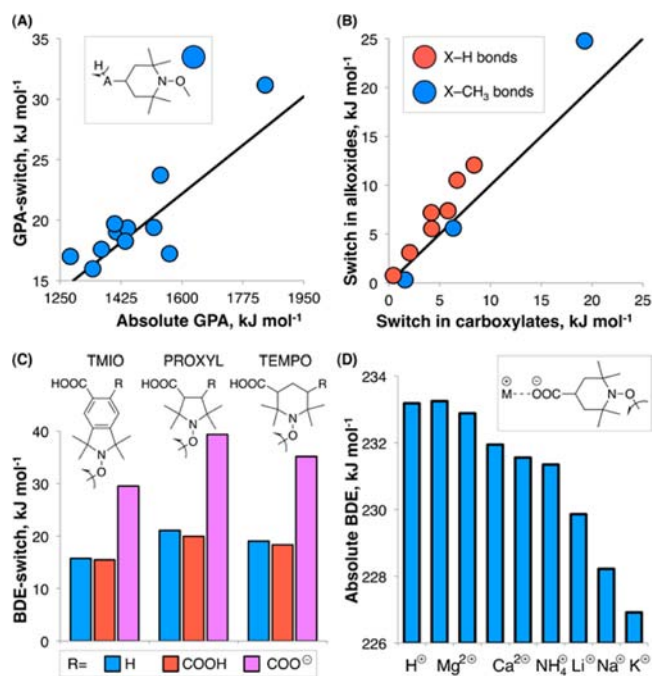 (A)
35
30
25
20
15
GPA-switch, kJ mol⁻¹
H
A
N
O
1250 1425 1600 1775 1950
Absolute GPA, kJ mol⁻¹
(B)
25
20
15
10
5
0
Switch in alkoxides, kJ mol⁻¹
X–H bonds
X–CH₃ bonds
0 5 10 15 20 25
Switch in carboxylates, kJ mol⁻¹
(C)
TMIO PROXYL TEMPO
HOOC R HOOC R HOOC R
N N N
O O O
40
30
20
10
0
BDE-switch, kJ mol⁻¹
R= H COOH COO⊖
(D)
⊕ ⊖
M---OOC
N
O
234
232
230
228
226
Absolute BDE, kJ mol⁻¹
H⊕ Mg²⊕ Ca²⊕ NH₄⊕ Li⊕ Na⊕ K⊕